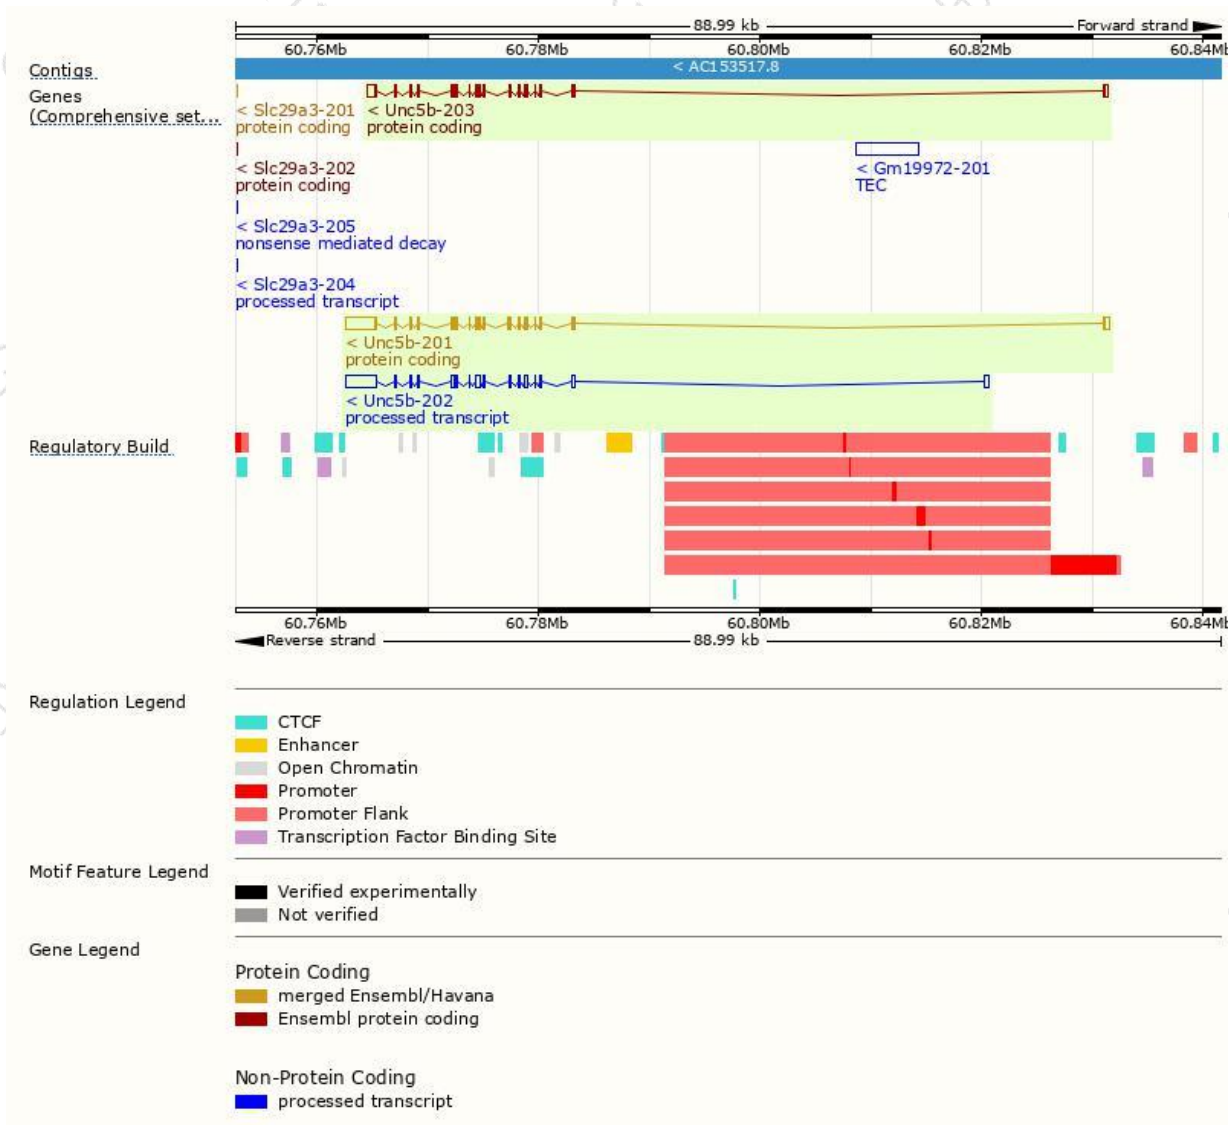 88.99 kb Forward strand
60.76Mb 60.78Mb 60.80Mb 60.82Mb 60.84Mb
Contigs < AC153517.8
Genes
(Comprehensive set...
< Slc29a3-201 < Unc5b-203
protein coding protein coding
< Slc29a3-202 < Gm19972-201
protein coding TEC
< Slc29a3-205
nonsense mediated decay
< Slc29a3-204
processed transcript
< Unc5b-201
protein coding
< Unc5b-202
processed transcript
Regulatory Build
60.76Mb 60.78Mb 60.80Mb 60.82Mb 60.84Mb
Reverse strand 88.99 kb
Regulation Legend
CTCF
Enhancer
Open Chromatin
Promoter
Promoter Flank
Transcription Factor Binding Site
Motif Feature Legend
Verified experimentally
Not verified
Gene Legend
Protein Coding
merged Ensembl/Havana
Ensembl protein coding
Non-Protein Coding
processed transcript